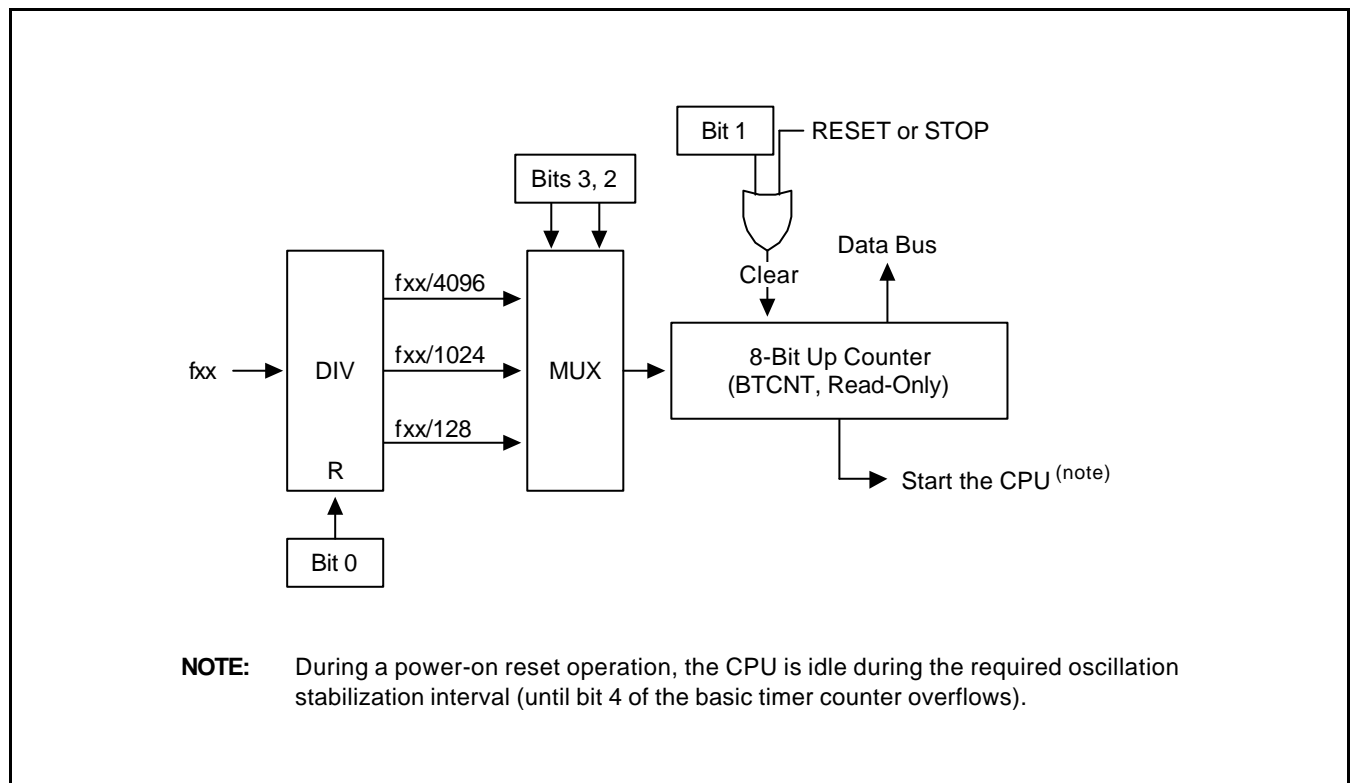 Bit 1
RESET or STOP
Bits 3, 2
Data Bus
Clear
fxx/4096
8-Bit Up Counter
(BTCNT, Read-Only)
fxx
DIV
fxx/1024
MUX
fxx/128
R
Start the CPU (note)
Bit 0
NOTE: During a power-on reset operation, the CPU is idle during the required oscillation
stabilization interval (until bit 4 of the basic timer counter overflows).